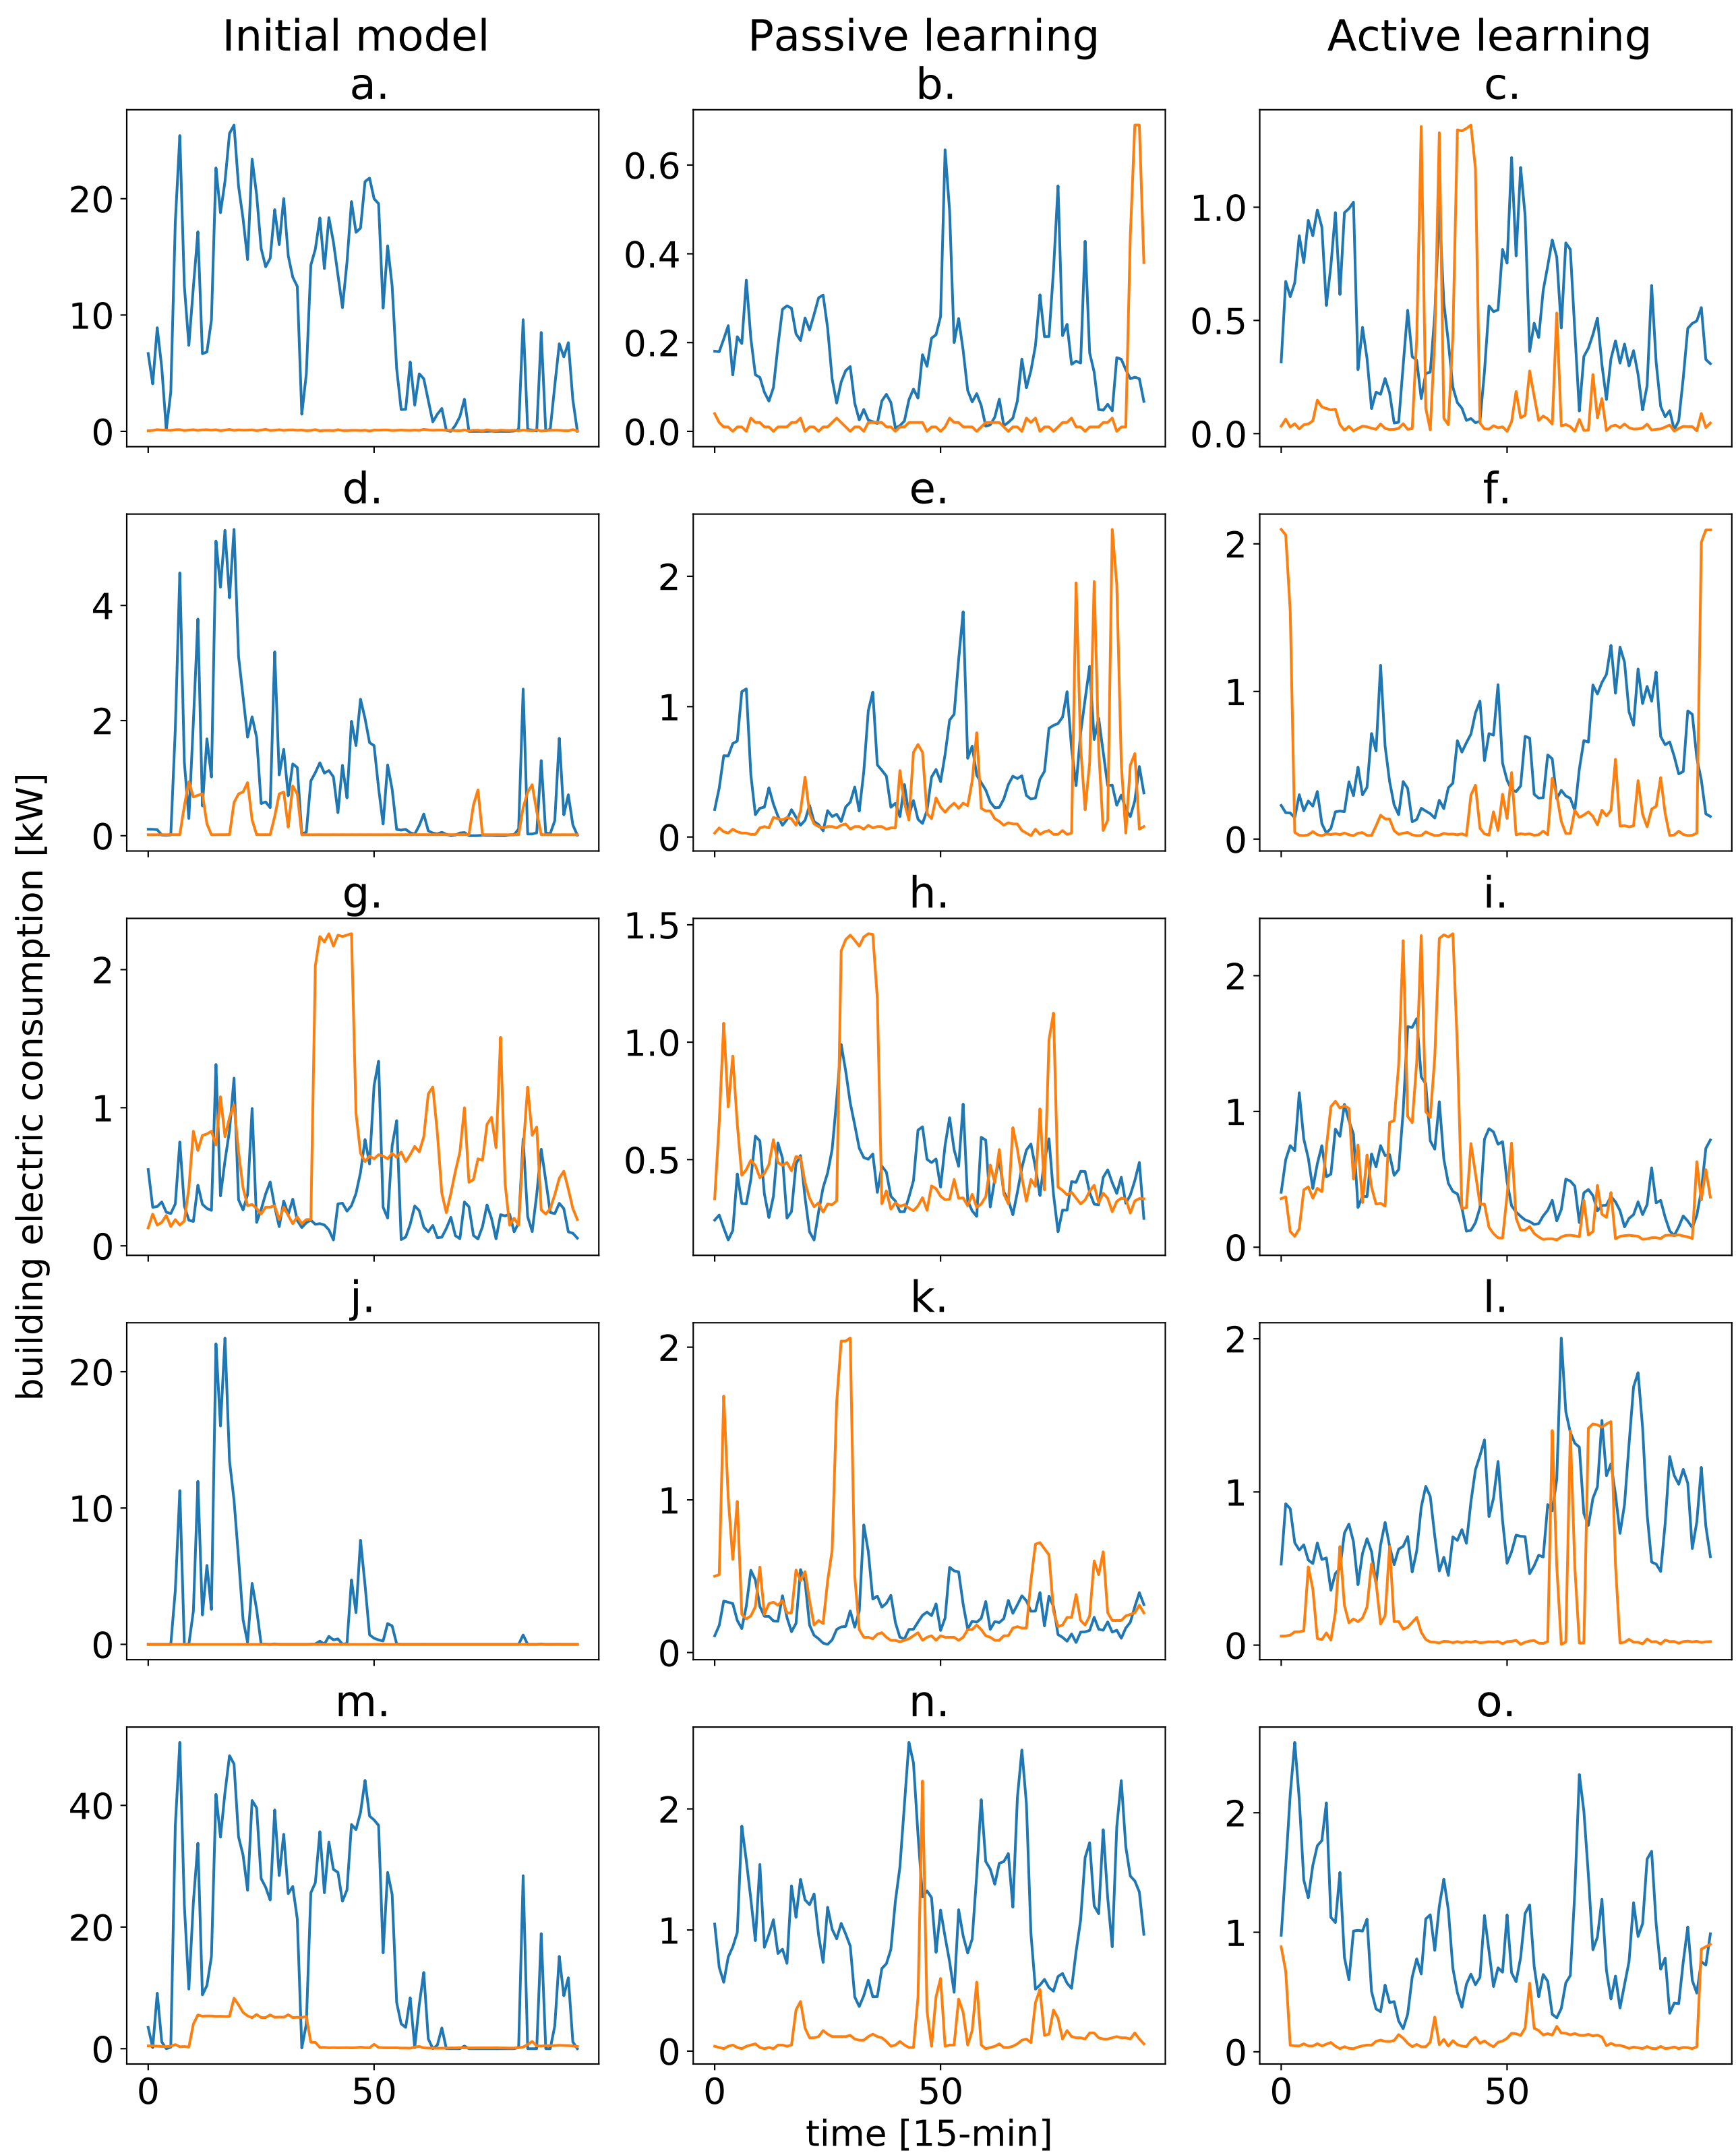 Initial model Passive learning Active learning
a. b. c.
20 0.6 1.0
10 0.4 0.5
0 0.2 0.0
0.0
d. e. f.
4 2 2
2 1 1
0 0 0
g. h. i.
2 1.5 2
1 1.0 1
0 0.5 0
j. k. l.
20 2 2
10 1 1
0 0 0
m. n. o.
40 2 2
20 1 1
0 0 0
0 50 0 50 0 50
time [15-min]
building electric consumption [kW]